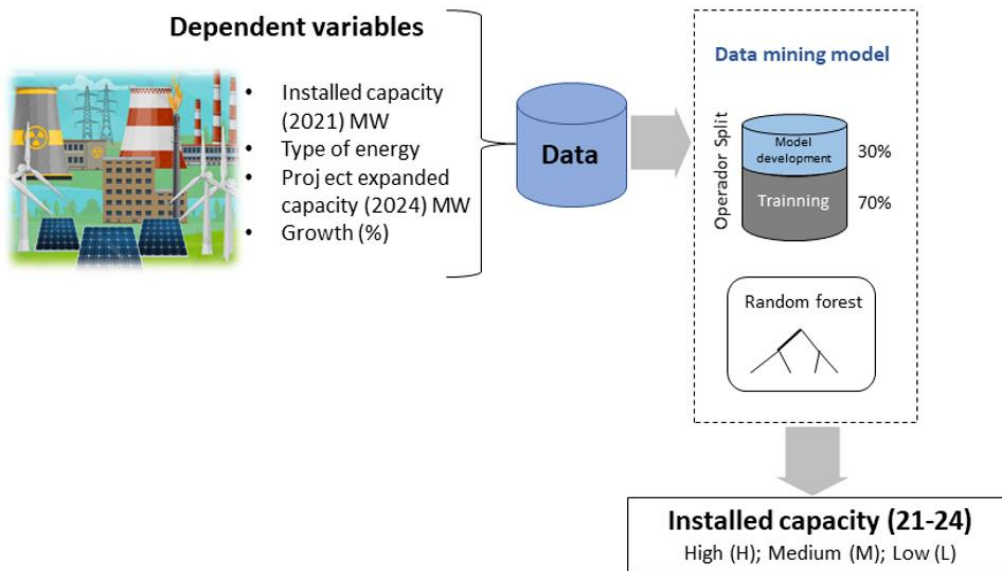 Dependent variables
• Installed capacity
(2021) MW
• Type of energy
• Proj ect expanded
capacity (2024) MW
• Growth (%)
Data
Data mining model
Operador Split
Model
development
30%
Trainning
70%
Random forest
Installed capacity (21-24)
High (H); Medium (M); Low (L)